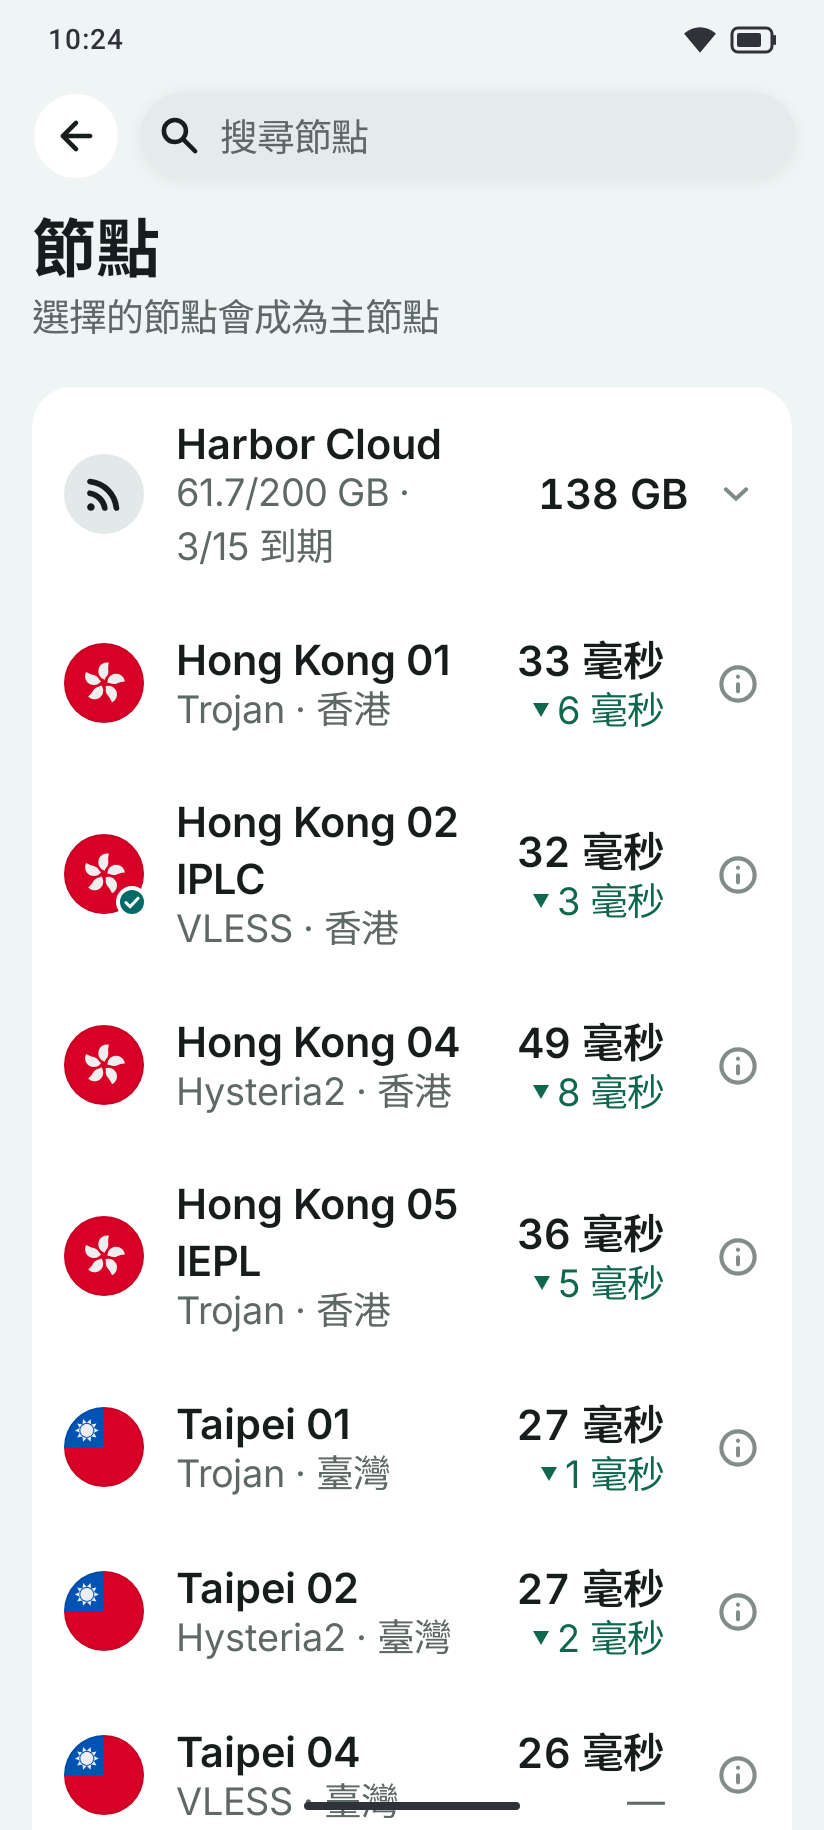 10:24
搜尋節點
節點
選擇的節點會成為主節點
Harbor Cloud
61.7/200 GB ·
3/15 到期
138 GB
Hong Kong 01
Trojan · 香港
33 毫秒
▼6 毫秒
Hong Kong 02
IPLC
VLESS · 香港
32 毫秒
▼3 毫秒
Hong Kong 04
Hysteria2 · 香港
49 毫秒
▼8 毫秒
Hong Kong 05
IEPL
Trojan · 香港
36 毫秒
▼5 毫秒
Taipei 01
Trojan · 臺灣
27 毫秒
▼1 毫秒
Taipei 02
Hysteria2 · 臺灣
27 毫秒
▼2 毫秒
Taipei 04
VLESS · 臺灣
26 毫秒
—